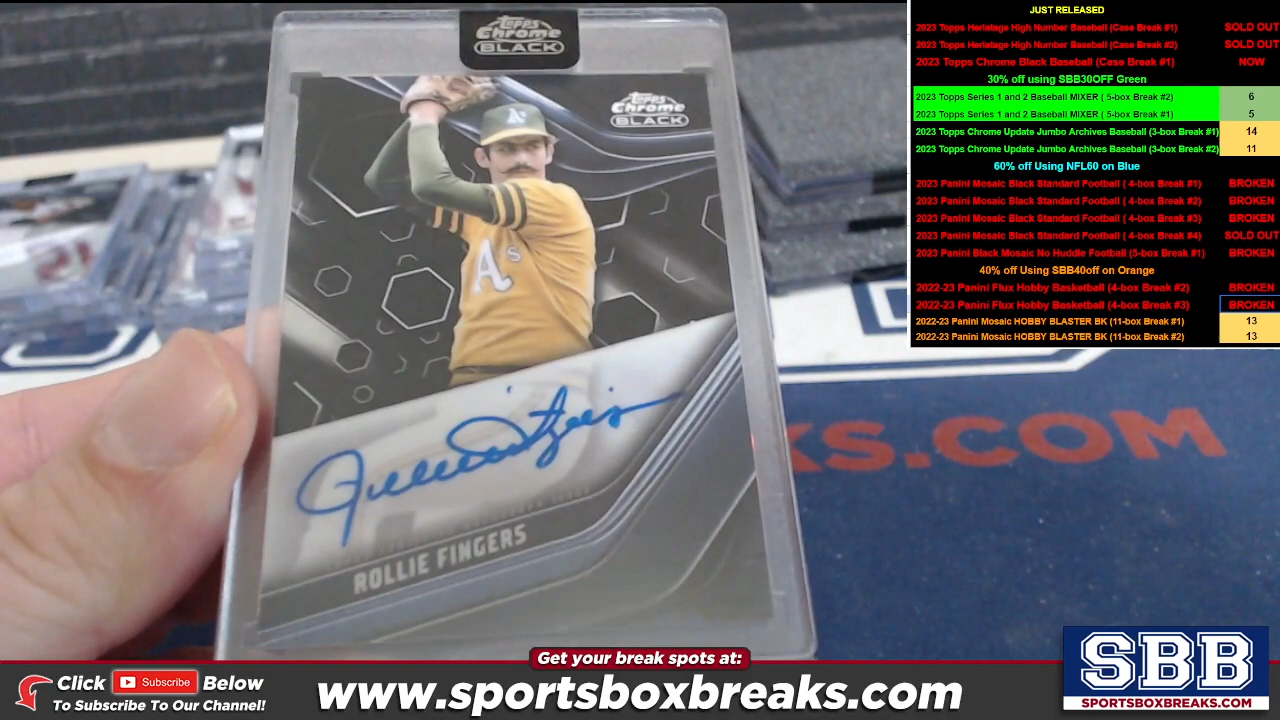 Topps
Chrome
BLACK
Topps
Chrome
BLACK
A's
A's
ROLLIE FINGERS
KS.COM
JUST RELEASED
2023 Topps Heriatage High Number Baseball (Case Break #1) SOLD OUT
2023 Topps Heriatage High Number Baseball (Case Break #2) SOLD OUT
2023 Topps Chrome Black Baseball (Case Break #1) NOW
30% off using SBB30OFF Green
2023 Topps Series 1 and 2 Baseball MIXER ( 5-box Break #2) 6
2023 Topps Series 1 and 2 Baseball MIXER ( 5-box Break #1) 5
2023 Topps Chrome Update Jumbo Archives Baseball (3-box Break #1) 14
2023 Topps Chrome Update Jumbo Archives Baseball (3-box Break #2) 11
60% off Using NFL60 on Blue
2023 Panini Mosaic Black Standard Football ( 4-box Break #1) BROKEN
2023 Panini Mosaic Black Standard Football ( 4-box Break #2) BROKEN
2023 Panini Mosaic Black Standard Football ( 4-box Break #3) BROKEN
2023 Panini Mosaic Black Standard Football ( 4-box Break #4) SOLD OUT
2023 Panini Black Mosaic No Huddle Football (5-box Break #1) BROKEN
40% off Using SBB40off on Orange
2022-23 Panini Flux Hobby Basketball (4-box Break #2) BROKEN
2022-23 Panini Flux Hobby Basketball (4-box Break #3) BROKEN
2022-23 Panini Mosaic HOBBY BLASTER BK (11-box Break #1) 13
2022-23 Panini Mosaic HOBBY BLASTER BK (11-box Break #2) 13
Get your break spots at:
Click Subscribe Below
To Subscribe To Our Channel!
www.sportsboxbreaks.com
SBB
SPORTSBOXBREAKS.COM